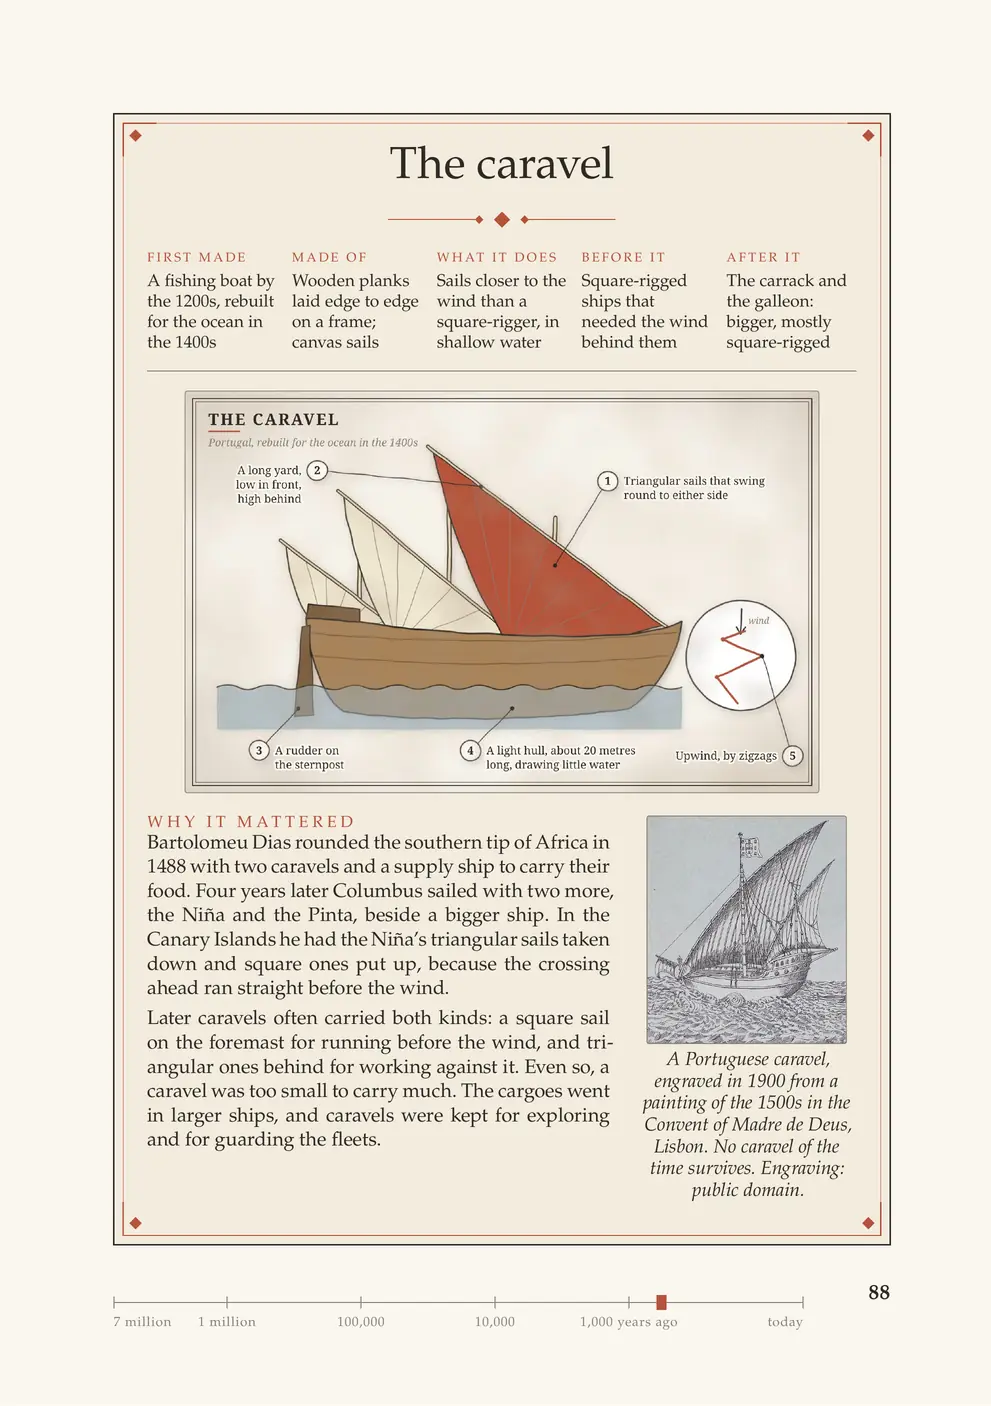 The caravel
FIRST MADE
A fishing boat by
the 1200s, rebuilt
for the ocean in
the 1400s
MADE OF
Wooden planks
laid edge to edge
on a frame;
canvas sails
WHAT IT DOES
Sails closer to the
wind than a
square-rigger, in
shallow water
BEFORE IT
Square-rigged
ships that
needed the wind
behind them
AFTER IT
The carrack and
the galleon:
bigger, mostly
square-rigged
THE CARAVEL
Portugal, rebuilt for the ocean in the 1400s
A long yard,
low in front,
high behind
2
1
Triangular sails that swing
round to either side
wind
3
A rudder on
the sternpost
4
A light hull, about 20 metres
long, drawing little water
Upwind, by zigzags
5
WHY IT MATTERED
Bartolomeu Dias rounded the southern tip of Africa in
1488 with two caravels and a supply ship to carry their
food. Four years later Columbus sailed with two more,
the Niña and the Pinta, beside a bigger ship. In the
Canary Islands he had the Niña's triangular sails taken
down and square ones put up, because the crossing
ahead ran straight before the wind.
Later caravels often carried both kinds: a square sail
on the foremast for running before the wind, and tri-
angular ones behind for working against it. Even so, a
caravel was too small to carry much. The cargoes went
in larger ships, and caravels were kept for exploring
and for guarding the fleets.
A Portuguese caravel,
engraved in 1900 from a
painting of the 1500s in the
Convent of Madre de Deus,
Lisbon. No caravel of the
time survives. Engraving:
public domain.
88
7 million
1 million
100,000
10,000
1,000 years ago
today